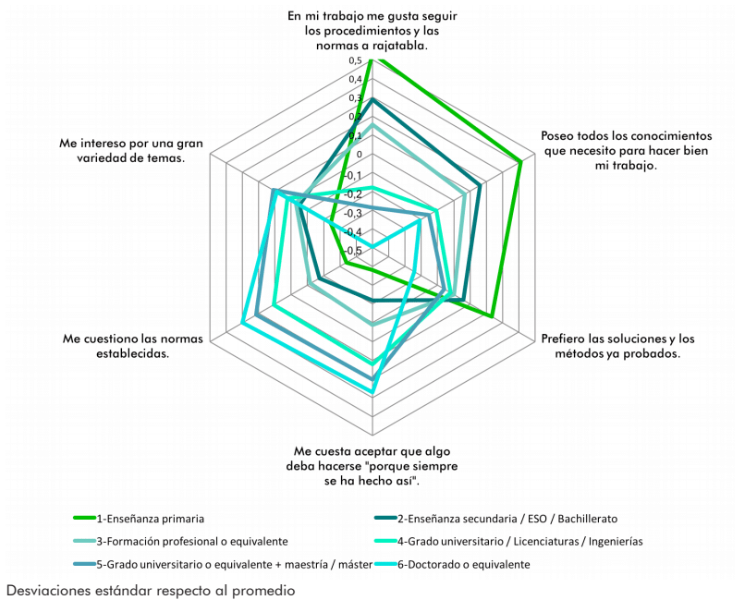 En mi trabajo me gusta seguir
los procedimientos y las
normas a rajatabla.
0,5
0,4
0,3
0,2
0,1
0
-0,1
-0,2
-0,3
-0,4
-0,5
Me intereso por una gran
variedad de temas.
Poseo todos los conocimientos
que necesito para hacer bien
mi trabajo.
Me cuestiono las normas
establecidas.
Prefiero las soluciones y los
métodos ya probados.
Me cuesta aceptar que algo
deba hacerse "porque siempre
se ha hecho así".
1-Enseñanza primaria
2-Enseñanza secundaria / ESO / Bachillerato
3-Formación profesional o equivalente
4-Grado universitario / Licenciaturas / Ingenierías
5-Grado universitario o equivalente + maestría / máster
6-Doctorado o equivalente
Desviaciones estándar respecto al promedio